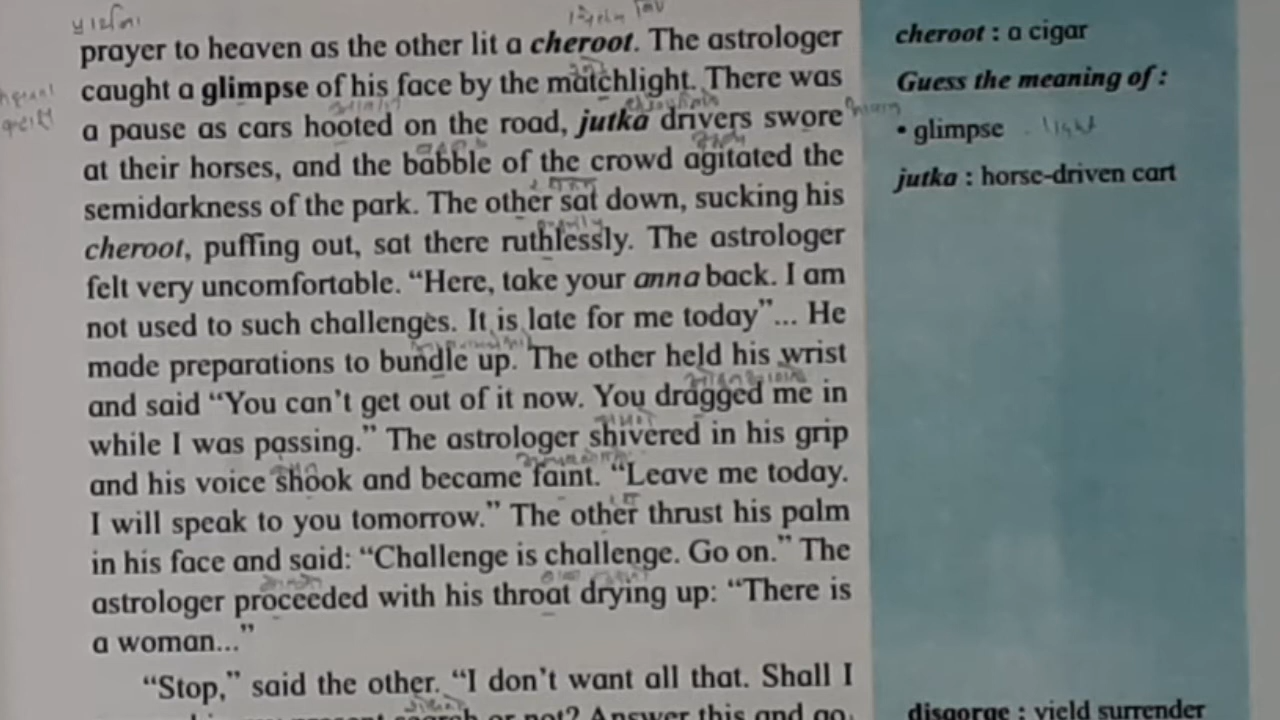 prayer to heaven as the other lit a cheroot. The astrologer
caught a glimpse of his face by the matchlight. There was
a pause as cars hooted on the road, jutka drivers swore
at their horses, and the babble of the crowd agitated the
semidarkness of the park. The other sat down, sucking his
cheroot, puffing out, sat there ruthlessly. The astrologer
felt very uncomfortable. “Here, take your anna back. I am
not used to such challenges. It is late for me today”... He
made preparations to bundle up. The other held his wrist
and said “You can’t get out of it now. You dragged me in
while I was passing.” The astrologer shivered in his grip
and his voice shook and became faint. “Leave me today.
I will speak to you tomorrow.” The other thrust his palm
in his face and said: “Challenge is challenge. Go on.” The
astrologer proceeded with his throat drying up: “There is
a woman...”
“Stop,” said the other. “I don’t want all that. Shall I
or not? Answer this and go.
cheroot : a cigar
Guess the meaning of :
• glimpse light
jutka : horse-driven cart
disgorge : yield surrender